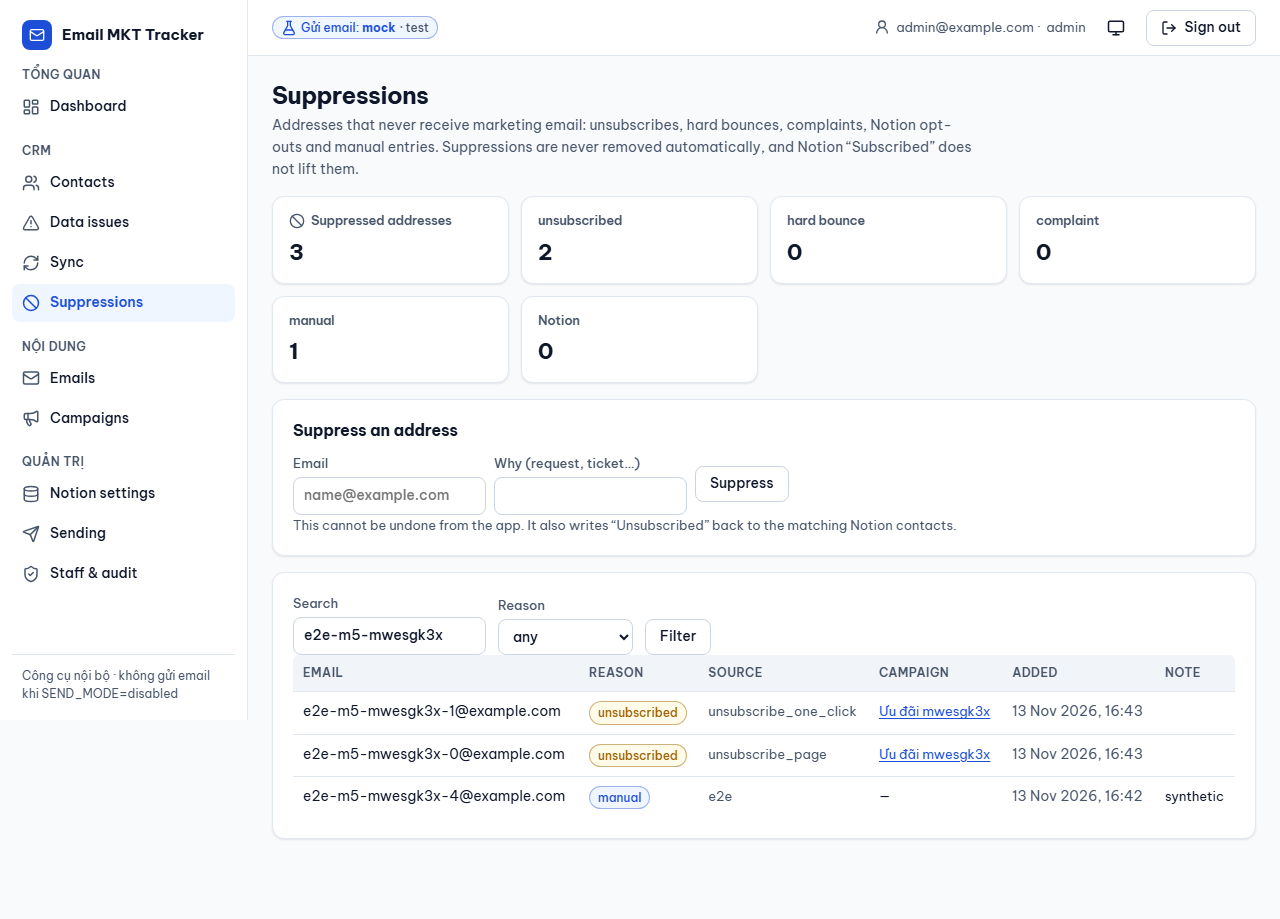 Email MKT Tracker
TỔNG QUAN
Dashboard
CRM
Contacts
Data issues
Sync
Suppressions
NỘI DUNG
Emails
Campaigns
QUẢN TRỊ
Notion settings
Sending
Staff & audit
Công cụ nội bộ · không gửi email
khi SEND_MODE=disabled
Gửi email: mock · test
admin@example.com · admin
Sign out
Suppressions
Addresses that never receive marketing email: unsubscribes, hard bounces, complaints, Notion opt-
outs and manual entries. Suppressions are never removed automatically, and Notion “Subscribed” does
not lift them.
Suppressed addresses
3
unsubscribed
2
hard bounce
0
complaint
0
manual
1
Notion
0
Suppress an address
Email
name@example.com
Why (request, ticket…)
Suppress
This cannot be undone from the app. It also writes “Unsubscribed” back to the matching Notion contacts.
Search
e2e-m5-mwesgk3x
Reason
any
Filter
EMAIL REASON SOURCE CAMPAIGN ADDED NOTE
e2e-m5-mwesgk3x-1@example.com unsubscribed unsubscribe_one_click Ưu đãi mwesgk3x 13 Nov 2026, 16:43
e2e-m5-mwesgk3x-0@example.com unsubscribed unsubscribe_page Ưu đãi mwesgk3x 13 Nov 2026, 16:43
e2e-m5-mwesgk3x-4@example.com manual e2e — 13 Nov 2026, 16:42 synthetic